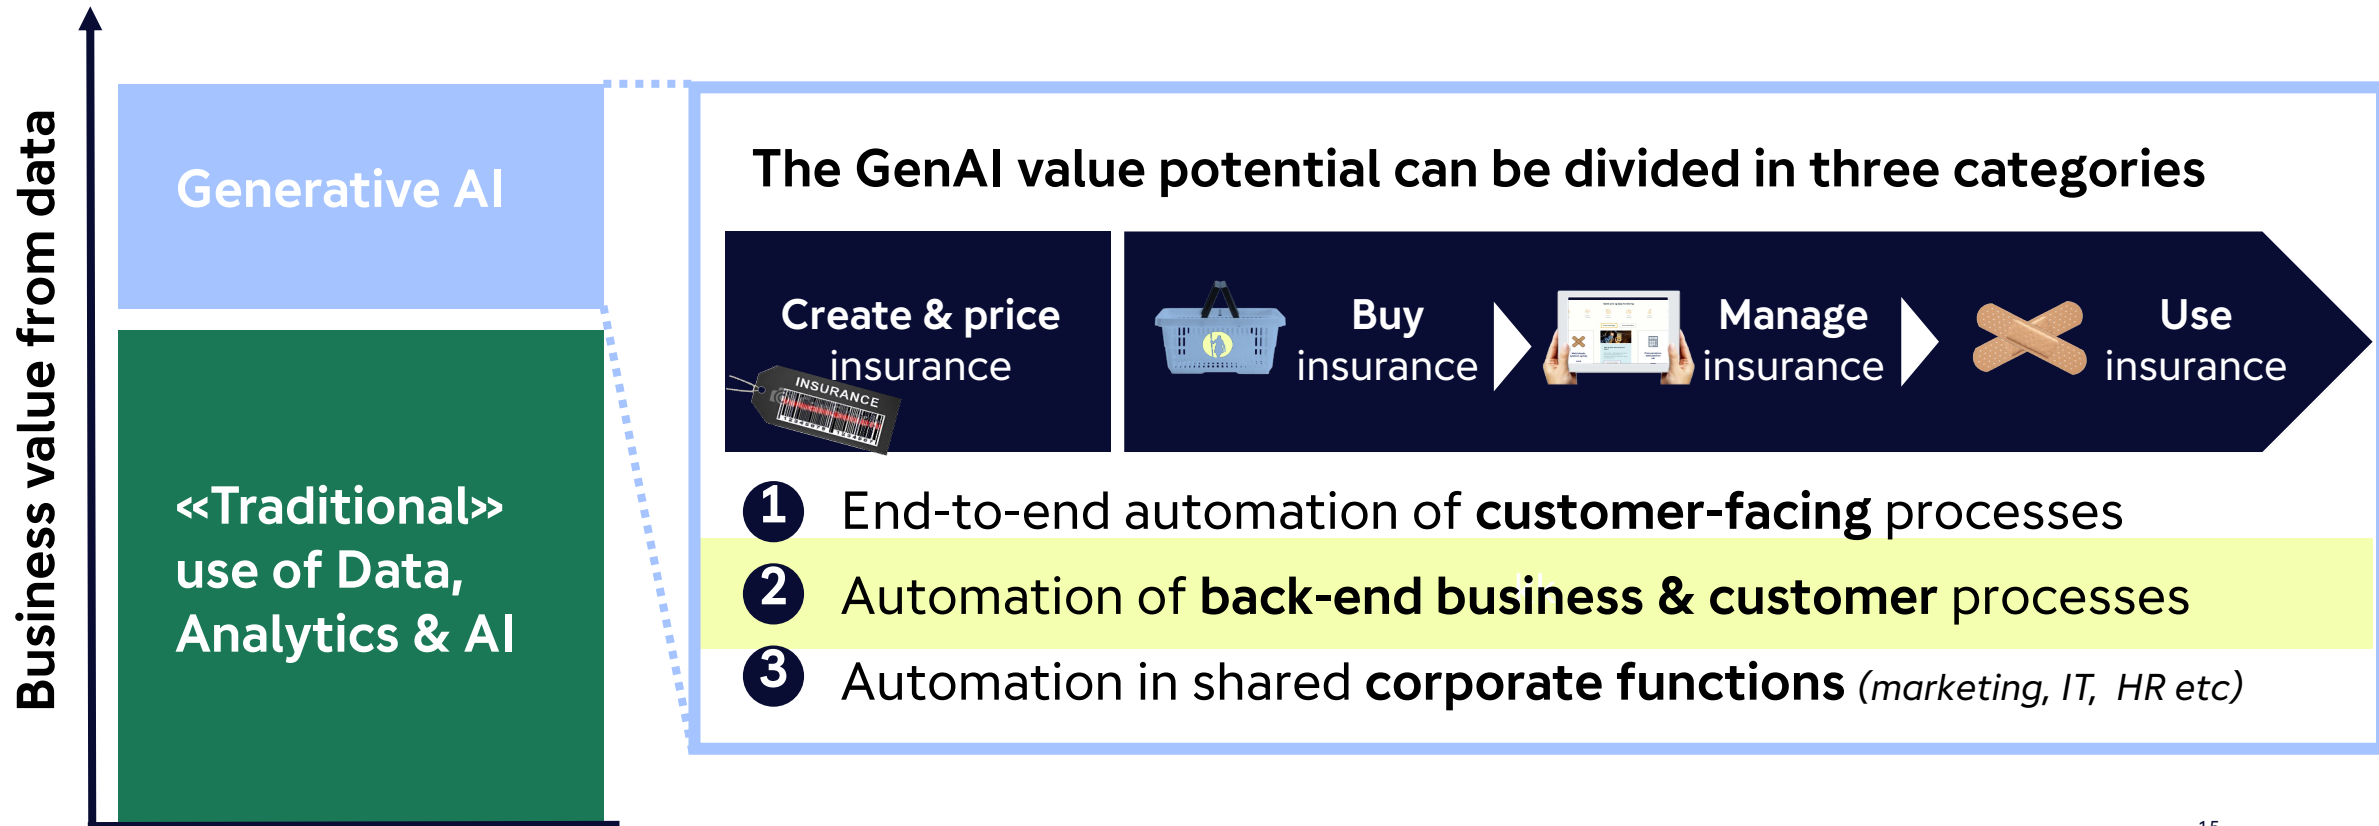 Business value from data
Generative AI
«Traditional»
use of Data,
Analytics & AI
The GenAI value potential can be divided in three categories
Create & price
insurance
INSURANCE
Buy
insurance
Manage
insurance
Use
insurance
1 End-to-end automation of customer-facing processes
2 Automation of back-end business & customer processes
3 Automation in shared corporate functions (marketing, IT, HR etc)